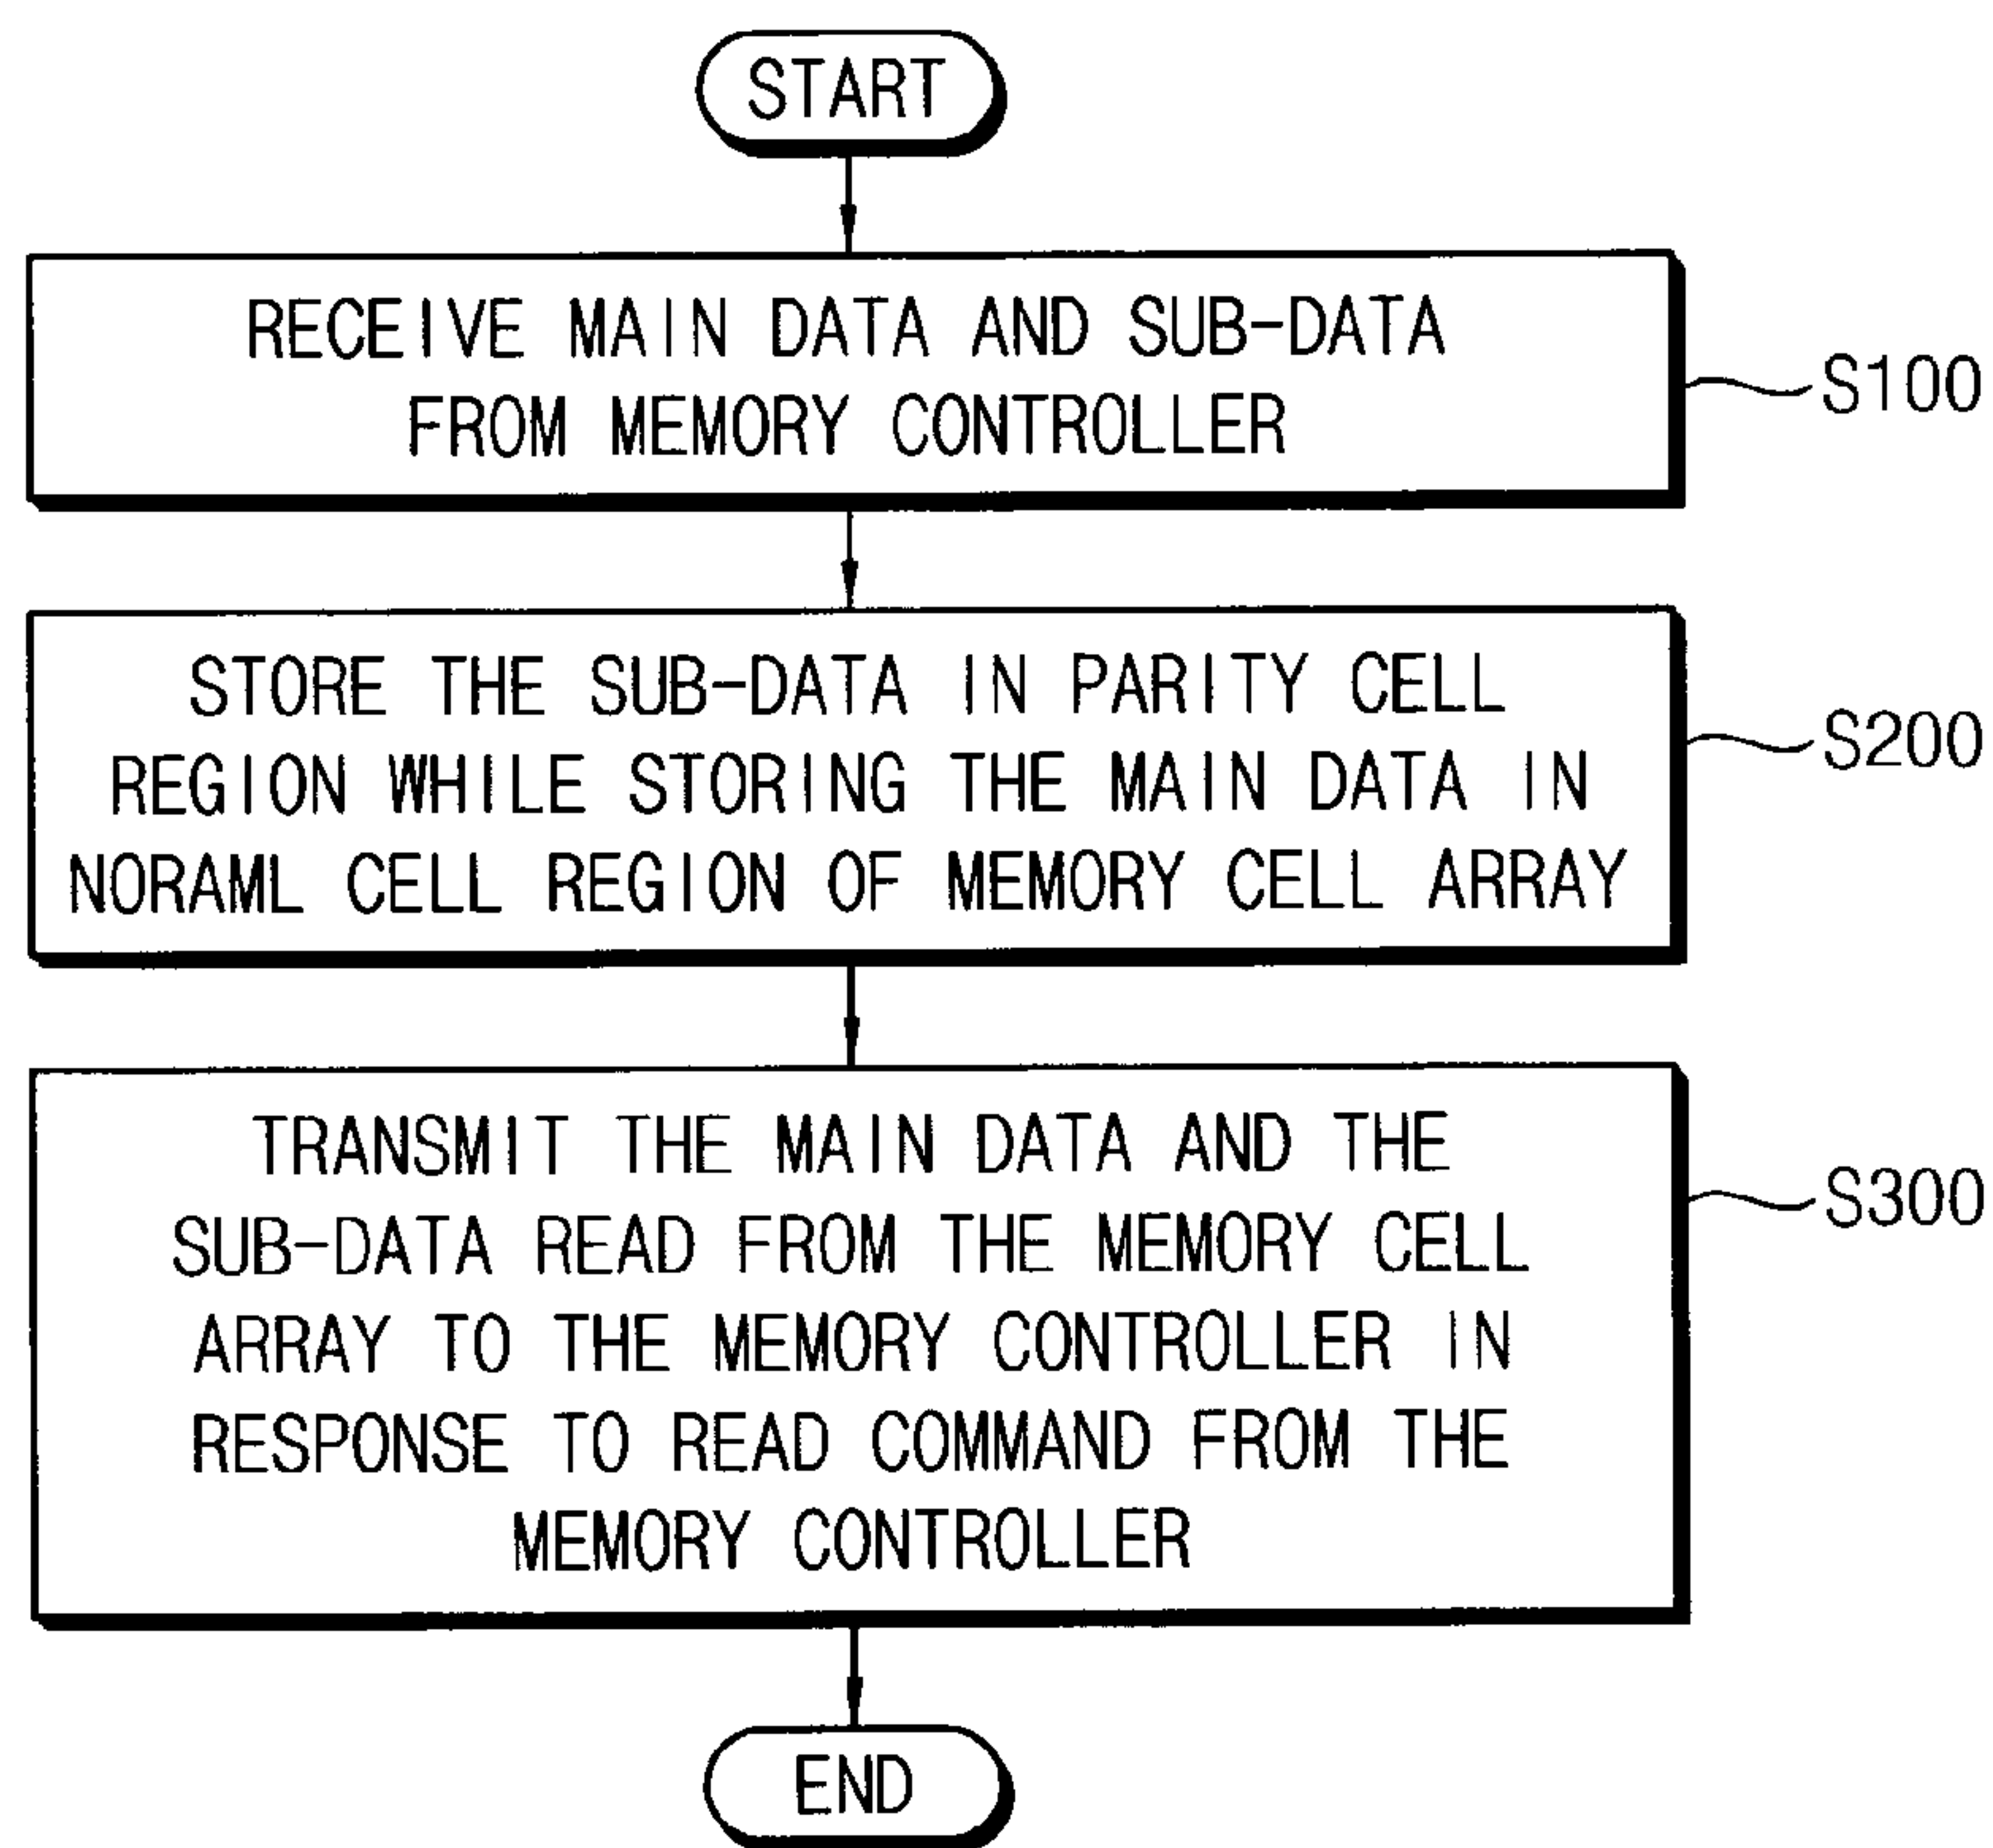 START
RECEIVE MAIN DATA AND SUB-DATA
FROM MEMORY CONTROLLER
S100
STORE THE SUB-DATA IN PARITY CELL
REGION WHILE STORING THE MAIN DATA IN
NORAML CELL REGION OF MEMORY CELL ARRAY
S200
TRANSMIT THE MAIN DATA AND THE
SUB-DATA READ FROM THE MEMORY CELL
ARRAY TO THE MEMORY CONTROLLER IN
RESPONSE TO READ COMMAND FROM THE
MEMORY CONTROLLER
S300
END